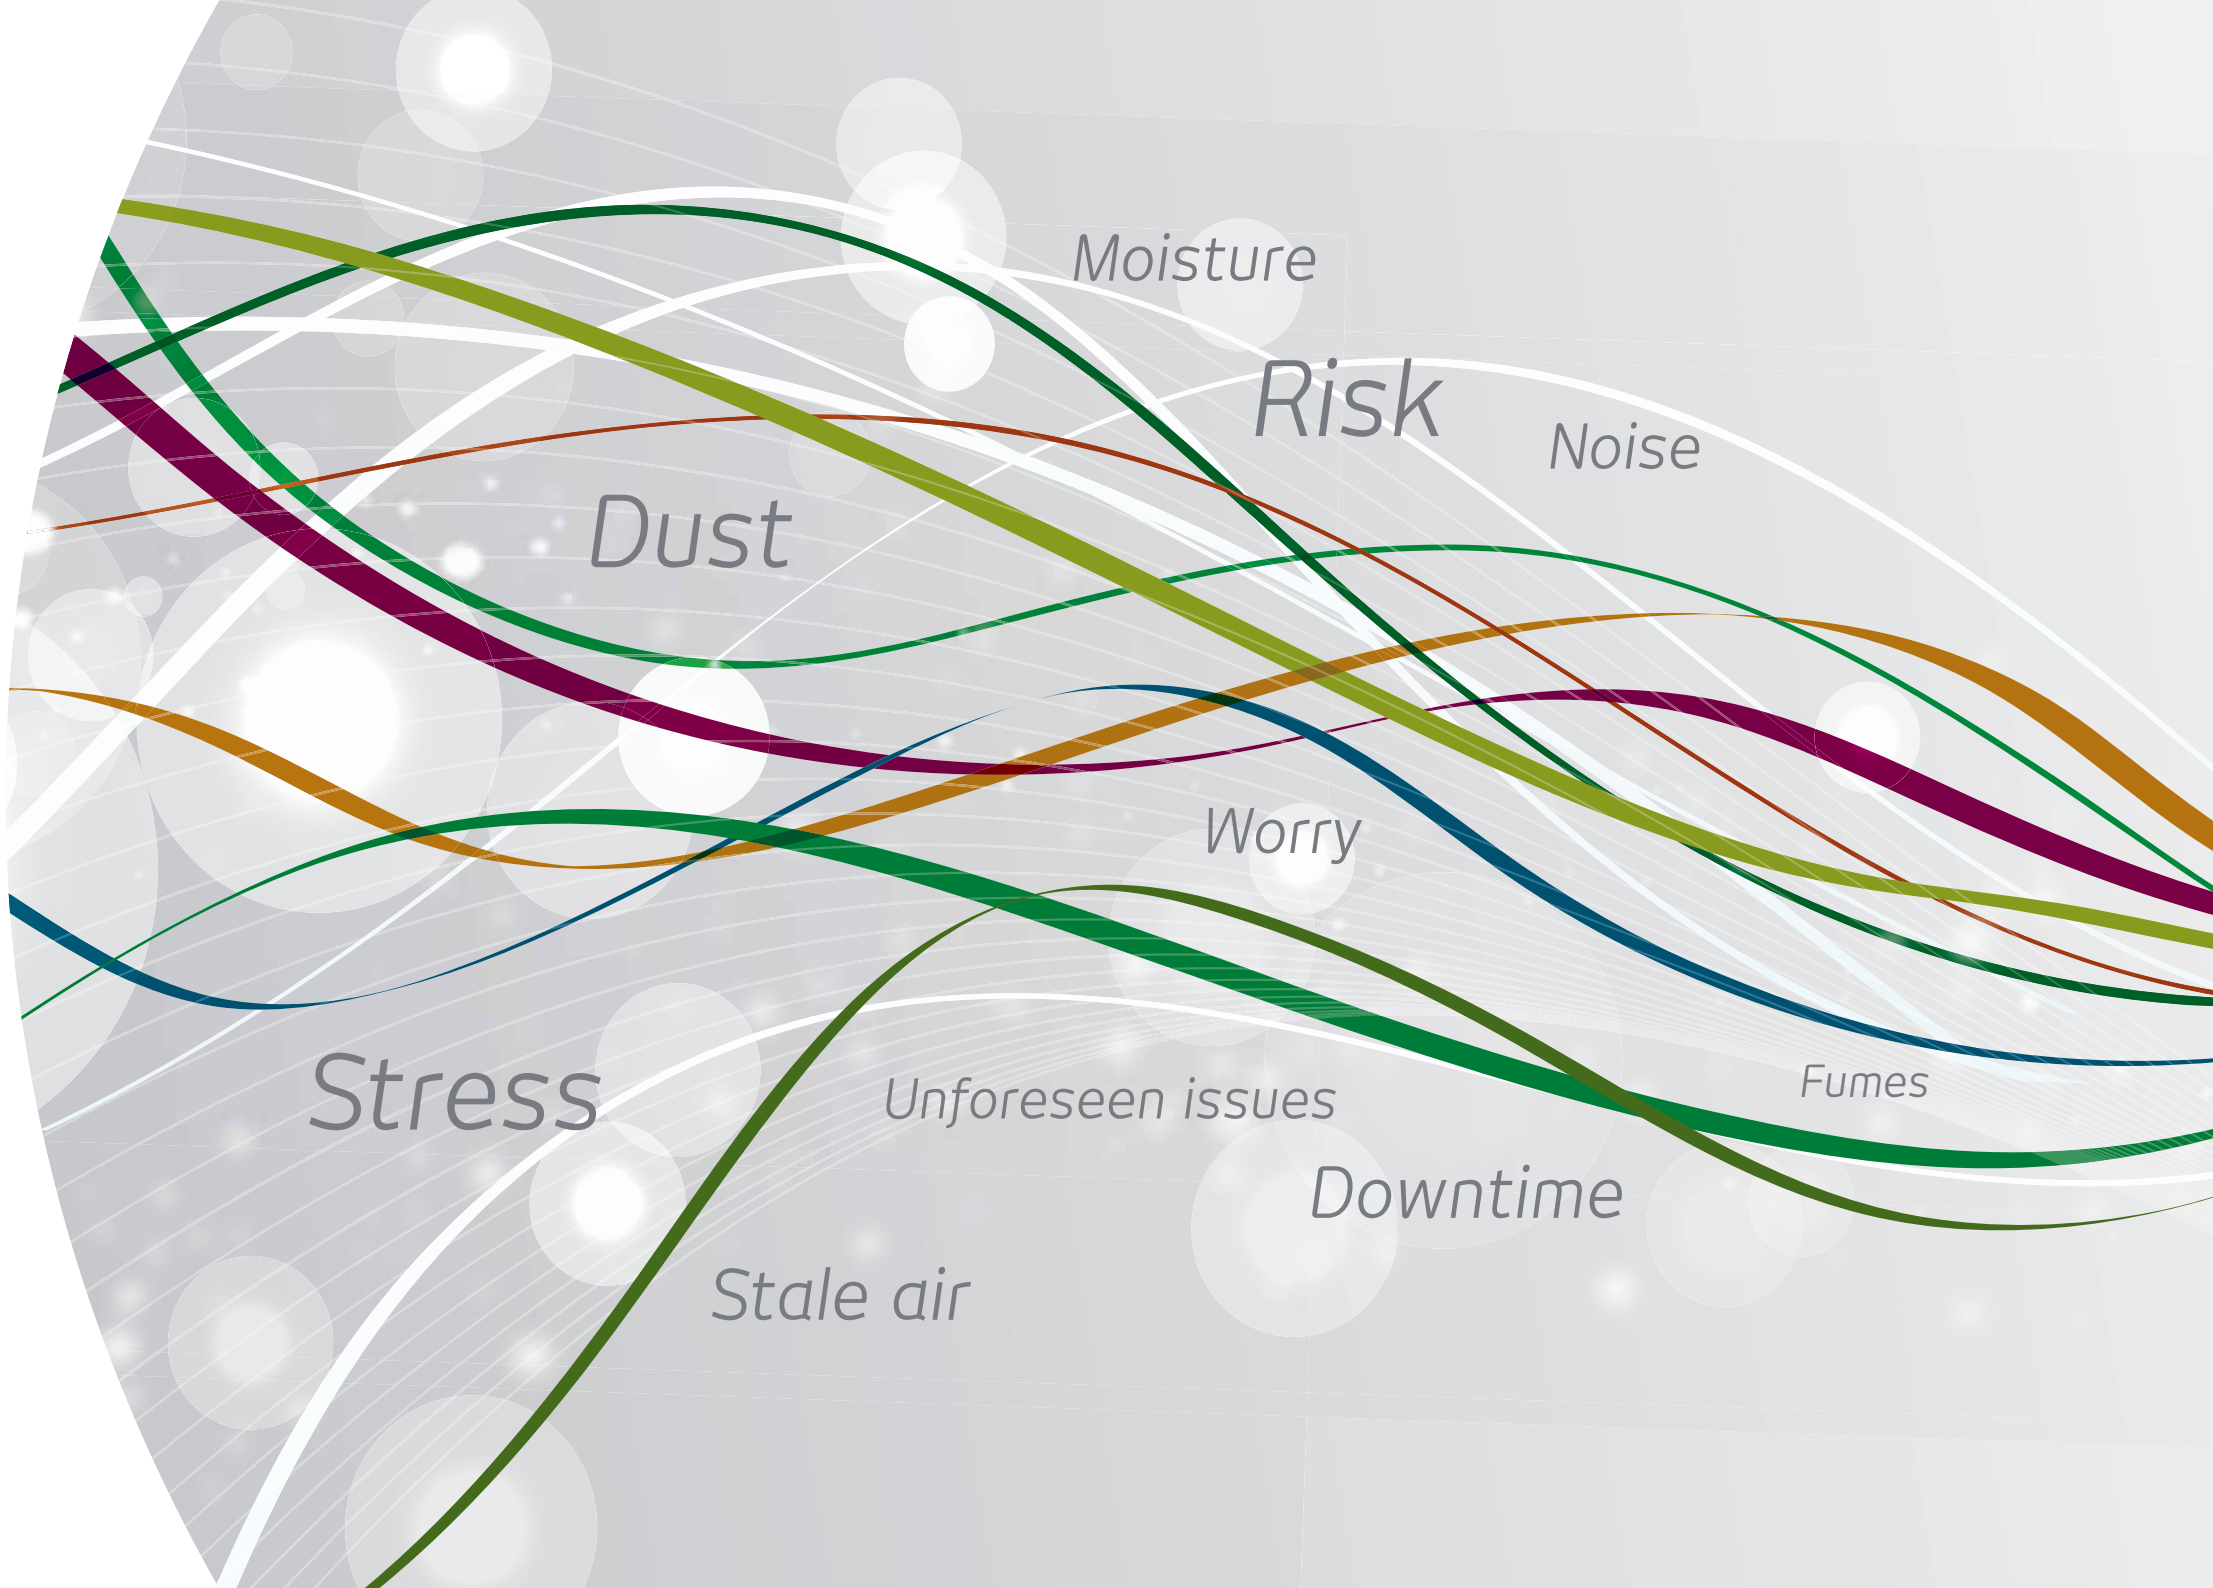 Moisture
Risk
Noise
Dust
Worry
Stress
Unforeseen issues
Fumes
Downtime
Stale air